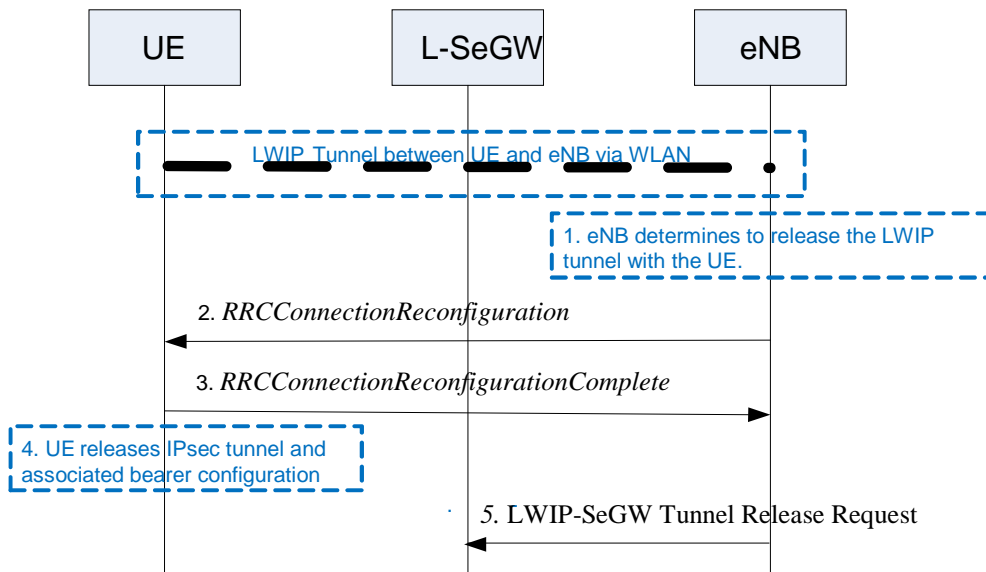 UE
L-SeGW
eNB
LWIP Tunnel between UE and eNB via WLAN
1. eNB determines to release the LWIP
tunnel with the UE.
2. RRCConnectionReconfiguration
3. RRCConnectionReconfigurationComplete
4. UE releases IPsec tunnel and
associated bearer configuration
5. LWIP-SeGW Tunnel Release Request